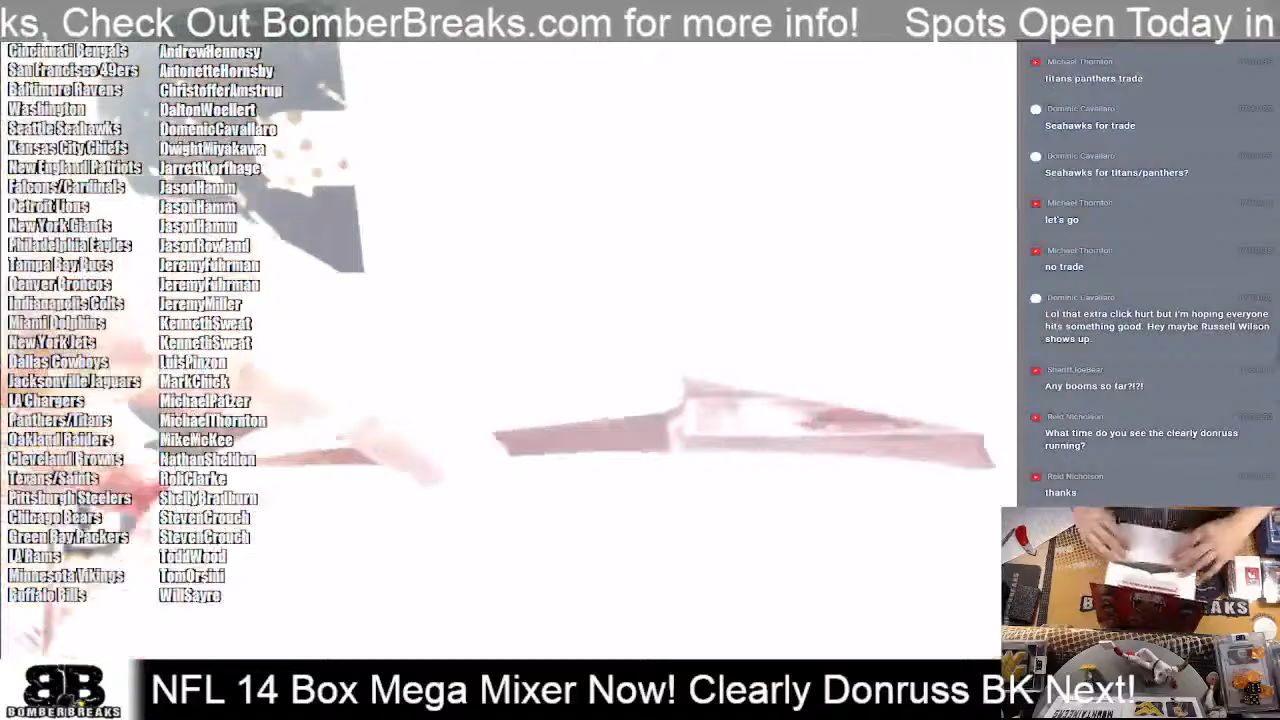 ks, Check Out BomberBreaks.com for more info! Spots Open Today in
Cincinnati Bengals AndrewHennosy
San Francisco 49ers AntonetteHornsby
Baltimore Ravens ChristofferAmstrup
Washington DaltonWoellert
Seattle Seahawks DomenicCavallaro
Kansas City Chiefs DwightMiyakawa
New England Patriots JarrettKorfhage
Falcons/Cardinals JasonHamm
Detroit Lions JasonHamm
New York Giants JasonHamm
Philadelphia Eagles JasonRowland
Tampa Bay Bucs JeremyFuhrman
Denver Broncos JeremyFuhrman
Indianapolis Colts JeremyMiller
Miami Dolphins KennethSweat
New York Jets KennethSweat
Dallas Cowboys LuisPinzon
Jacksonville Jaguars MarkChick
LA Chargers MichaelPatzer
Panthers/Titans MichaelThornton
Oakland Raiders MikeMcKee
Cleveland Browns NathanSheldon
Texans/Saints RobClarke
Pittsburgh Steelers ShellyBradburn
Chicago Bears StevenCrouch
Green Bay Packers StevenCrouch
LA Rams ToddWood
Minnesota Vikings TomOrsini
Buffalo Bills WillSayre
Michael Thornton
titans panthers trade
Dominic Cavallaro
Seahawks for trade
Dominic Cavallaro
Seahawks for titans/panthers?
Michael Thornton
let's go
Michael Thornton
no trade
Dominic Cavallaro
Lol that extra click hurt but i'm hoping everyone
hits something good. Hey maybe Russell Wilson
shows up.
SheriffJoeBear
Any booms so far?!?!
Reid Nicholson
What time do you see the clearly donruss
running?
Reid Nicholson
thanks
BB
BOMBERBREAKS
NFL 14 Box Mega Mixer Now! Clearly Donruss BK Next!